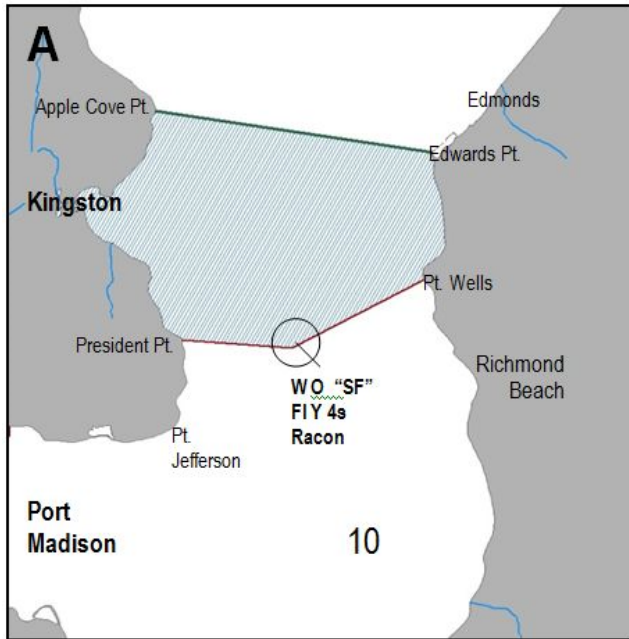 A
Apple Cove Pt.
Edmonds
Edwards Pt.
Kingston
Pt. Wells
President Pt.
Richmond
Beach
WO "SF"
Fl Y 4s
Racon
Pt.
Jefferson
Port
Madison
10